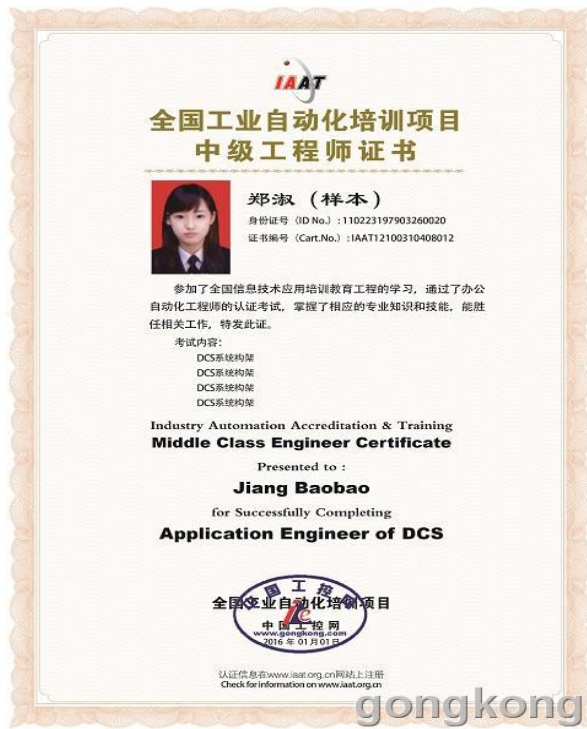 IAAT
全国工业自动化培训项目
中级工程师证书
郑淑（样本）
身份证号（ID No.）: 110223197903260020
证书编号（Cart.No.）: IAAT12100310408012
参加了全国信息技术应用培训教育工程的学习，通过了办公
自动化工程师的认证考试，掌握了相应的专业知识和技能，能胜
任相关工作，特发此证。
考试内容：
DCS系统构架
DCS系统构架
DCS系统构架
DCS系统构架
Industry Automation Accreditation & Training
Middle Class Engineer Certificate
Presented to :
Jiang Baobao
for Successfully Completing
Application Engineer of DCS
中国工控网
全国工业自动化培训项目
中国工控网
www.gongkong.com
2016 年 01月01日
认证信息在www.iaat.org.cn网站上注册
Check for information on www.iaat.org.cn
gongkong